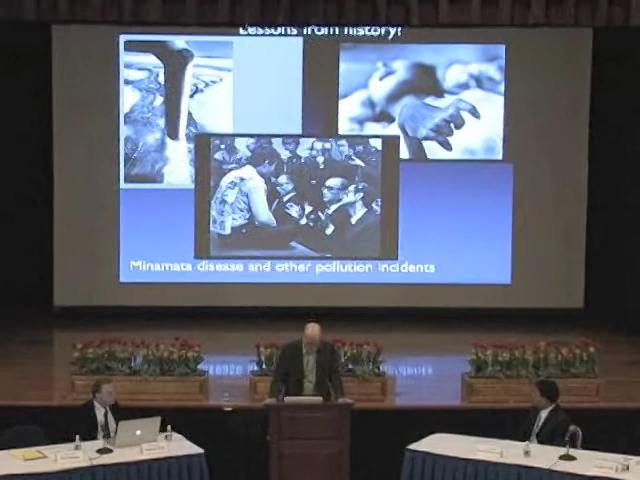 Lessons from history?
Minamata disease and other pollution incidents